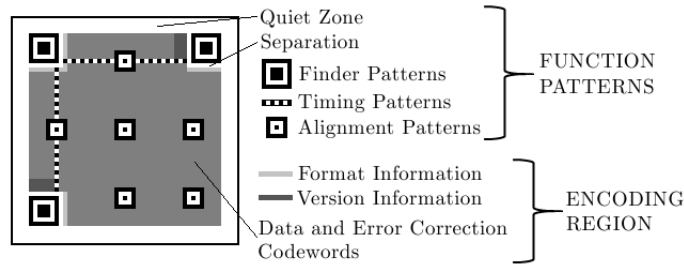 Quiet Zone
Separation
Finder Patterns
Timing Patterns
Alignment Patterns
FUNCTION
PATTERNS
Format Information
Version Information
Data and Error Correction
Codewords
ENCODING
REGION